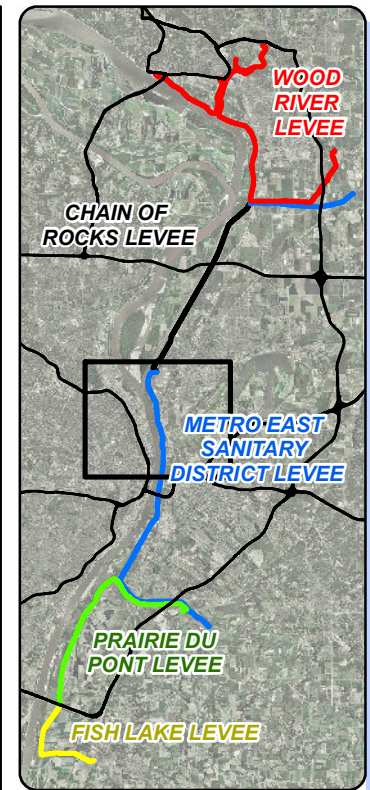 WOOD
RIVER
LEVEE
CHAIN OF
ROCKS LEVEE
METRO EAST
SANITARY
DISTRICT LEVEE
PRAIRIE DU
PONT LEVEE
FISH LAKE LEVEE